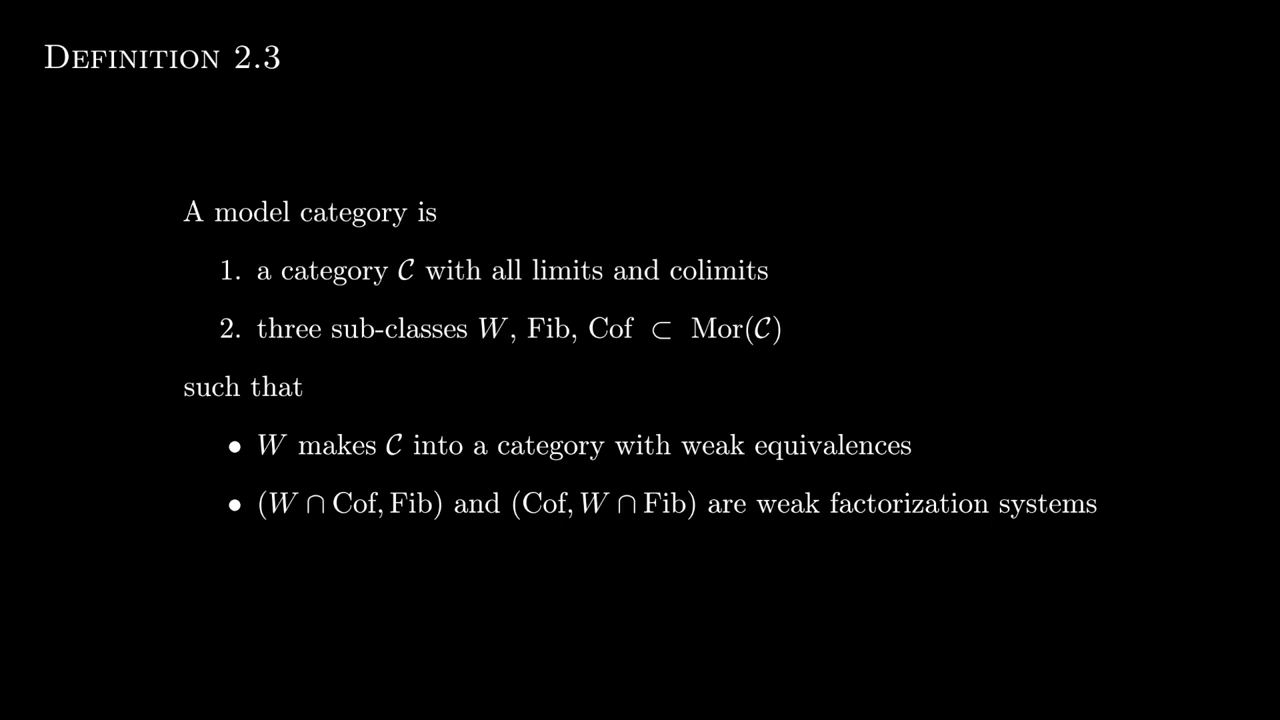 Definition 2.3
A model category is
1. a category 𝒞 with all limits and colimits
2. three sub-classes W, Fib, Cof ⊂ Mor(𝒞)
such that
• W makes 𝒞 into a category with weak equivalences
• (W ∩ Cof, Fib) and (Cof, W ∩ Fib) are weak factorization systems